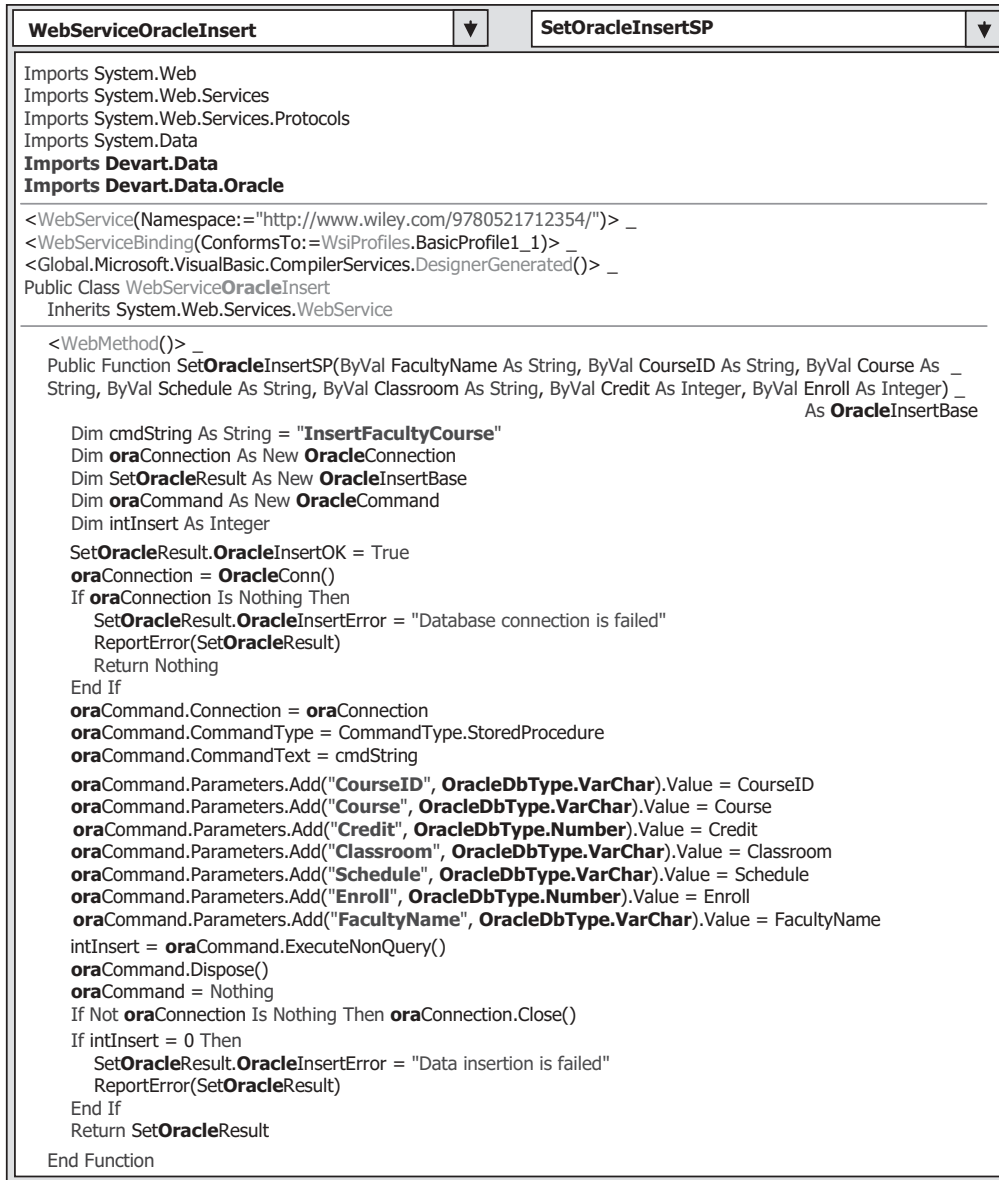 WebServiceOracleInsert
SetOracleInsertSP
Imports System.Web
Imports System.Web.Services
Imports System.Web.Services.Protocols
Imports System.Data
Imports Devart.Data
Imports Devart.Data.Oracle
<WebService(Namespace:="http://www.wiley.com/9780521712354/")> _
<WebServiceBinding(ConformsTo:=WsiProfiles.BasicProfile1_1)> _
<Global.Microsoft.VisualBasic.CompilerServices.DesignerGenerated()> _
Public Class WebServiceOracleInsert
Inherits System.Web.Services.WebService
<WebMethod()> _
Public Function SetOracleInsertSP(ByVal FacultyName As String, ByVal CourseID As String, ByVal Course As _
String, ByVal Schedule As String, ByVal Classroom As String, ByVal Credit As Integer, ByVal Enroll As Integer) _
As OracleInsertBase
Dim cmdString As String = "InsertFacultyCourse"
Dim oraConnection As New OracleConnection
Dim SetOracleResult As New OracleInsertBase
Dim oraCommand As New OracleCommand
Dim intInsert As Integer
SetOracleResult.OracleInsertOK = True
oraConnection = OracleConn()
If oraConnection Is Nothing Then
SetOracleResult.OracleInsertError = "Database connection is failed"
ReportError(SetOracleResult)
Return Nothing
End If
oraCommand.Connection = oraConnection
oraCommand.CommandType = CommandType.StoredProcedure
oraCommand.CommandText = cmdString
oraCommand.Parameters.Add("CourseID", OracleDbType.VarChar).Value = CourseID
oraCommand.Parameters.Add("Course", OracleDbType.VarChar).Value = Course
oraCommand.Parameters.Add("Credit", OracleDbType.Number).Value = Credit
oraCommand.Parameters.Add("Classroom", OracleDbType.VarChar).Value = Classroom
oraCommand.Parameters.Add("Schedule", OracleDbType.VarChar).Value = Schedule
oraCommand.Parameters.Add("Enroll", OracleDbType.Number).Value = Enroll
oraCommand.Parameters.Add("FacultyName", OracleDbType.VarChar).Value = FacultyName
intInsert = oraCommand.ExecuteNonQuery()
oraCommand.Dispose()
oraCommand = Nothing
If Not oraConnection Is Nothing Then oraConnection.Close()
If intInsert = 0 Then
SetOracleResult.OracleInsertError = "Data insertion is failed"
ReportError(SetOracleResult)
End If
Return SetOracleResult
End Function